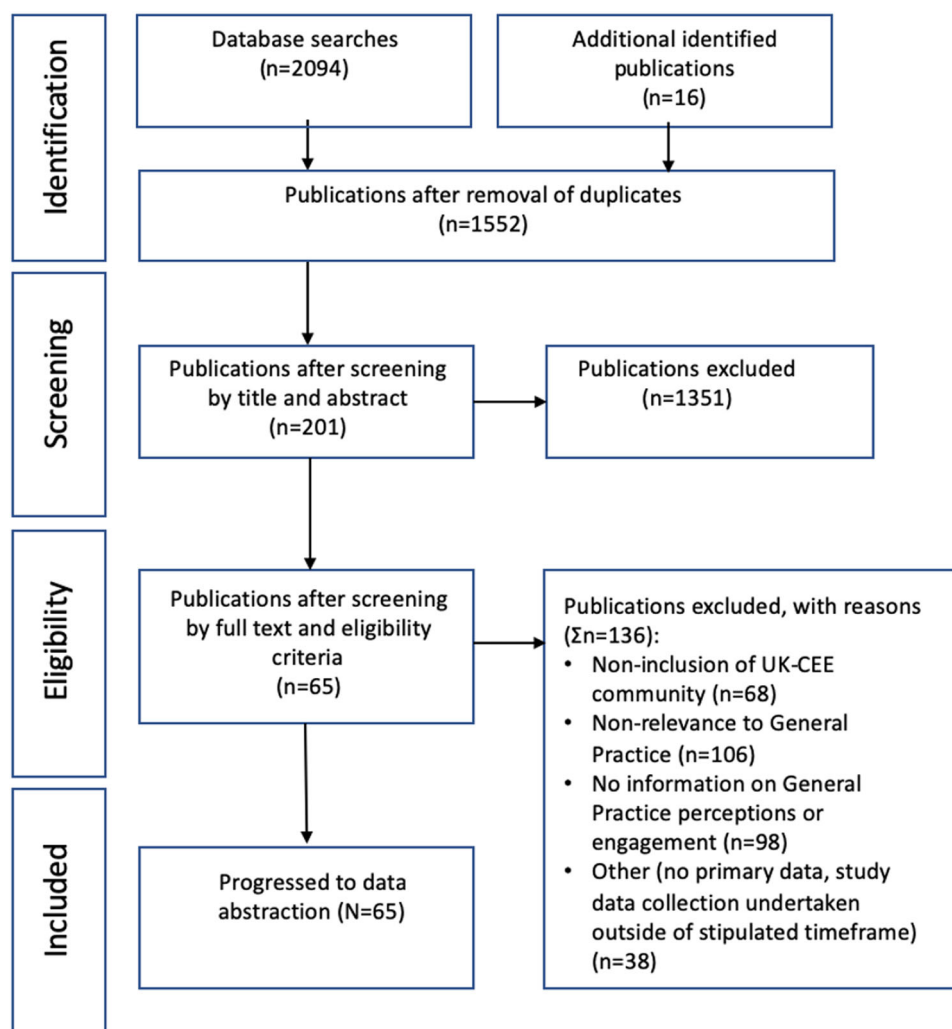 Identification
Database searches
(n=2094)
Additional identified
publications
(n=16)
Publications after removal of duplicates
(n=1552)
Screening
Publications after screening
by title and abstract
(n=201)
Publications excluded
(n=1351)
Eligibility
Publications after screening
by full text and eligibility
criteria
(n=65)
Publications excluded, with reasons
(Σn=136):
• Non-inclusion of UK-CEE
community (n=68)
• Non-relevance to General
Practice (n=106)
• No information on General
Practice perceptions or
engagement (n=98)
• Other (no primary data, study
data collection undertaken
outside of stipulated timeframe)
(n=38)
Included
Progressed to data
abstraction (N=65)